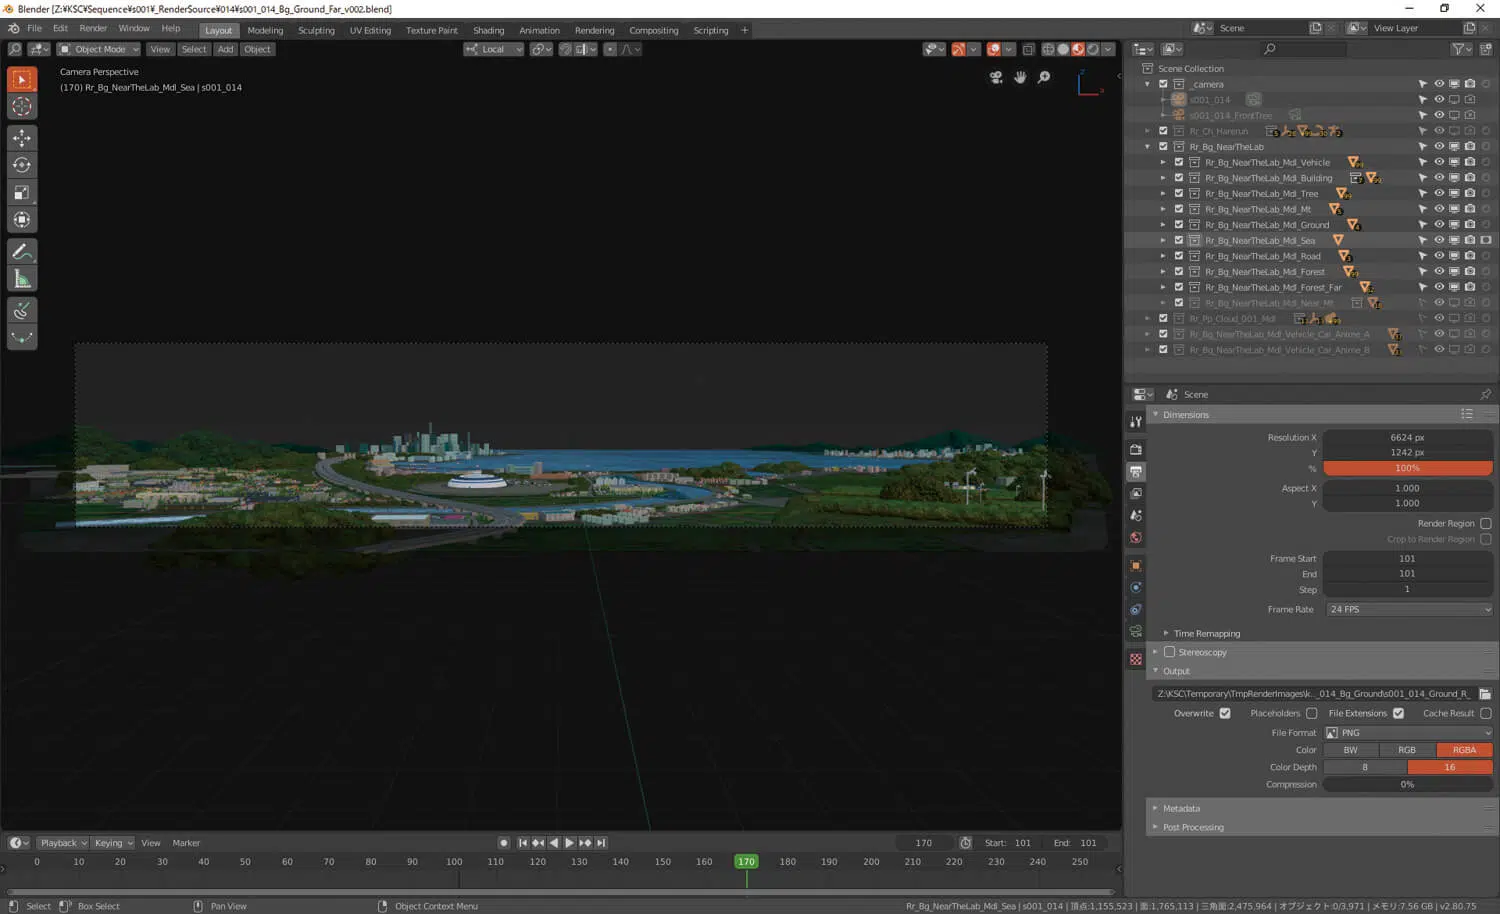 Blender [Z:¥KSC¥Sequence¥s001¥_RenderSource¥014¥s001_014_Bg_Ground_Far_v002.blend]
File Edit Render Window Help Layout Modeling Sculpting UV Editing Texture Paint Shading Animation Rendering Compositing Scripting + Scene View Layer
Object Mode View Select Add Object Local
Camera Perspective
(170) Rr_Bg_NearTheLab_Mdl_Sea | s001_014
Scene Collection
_camera
s001_014
s001_014_FrontTree
Rr_Ch_Harerun
Rr_Bg_NearTheLab
Rr_Bg_NearTheLab_Mdl_Vehicle
Rr_Bg_NearTheLab_Mdl_Building
Rr_Bg_NearTheLab_Mdl_Tree
Rr_Bg_NearTheLab_Mdl_Mt
Rr_Bg_NearTheLab_Mdl_Ground
Rr_Bg_NearTheLab_Mdl_Sea
Rr_Bg_NearTheLab_Mdl_Road
Rr_Bg_NearTheLab_Mdl_Forest
Rr_Bg_NearTheLab_Mdl_Forest_Far
Rr_Bg_NearTheLab_Mdl_Near_Mt
Rr_Pp_Cloud_001_Mdl
Rr_Bg_NearTheLab_Mdl_Vehicle_Car_Anime_A
Rr_Bg_NearTheLab_Mdl_Vehicle_Car_Anime_B
Scene
Dimensions
Resolution X 6624 px
Y 1242 px
% 100%
Aspect X 1.000
Y 1.000
Render Region
Crop to Render Region
Frame Start 101
End 101
Step 1
Frame Rate 24 FPS
Time Remapping
Stereoscopy
Output
Z:\KSC\Temporary\TmpRenderImages\k..._014_Bg_Ground\s001_014_Ground_R_
Overwrite Placeholders File Extensions Cache Result
File Format PNG
Color BW RGB RGBA
Color Depth 8 16
Compression 0%
Metadata
Post Processing
Playback Keying View Marker 170 Start: 101 End: 101
0 10 20 30 40 50 60 70 80 90 100 110 120 130 140 150 160 170 180 190 200 210 220 230 240 250
Select Box Select Pan View Object Context Menu Rr_Bg_NearTheLab_Mdl_Sea | s001_014 | 頂点:1,155,523 | 面:1,765,113 | 三角面:2,475,964 | オブジェクト:0/3,971 | メモリ:7.56 GB | v2.80.75